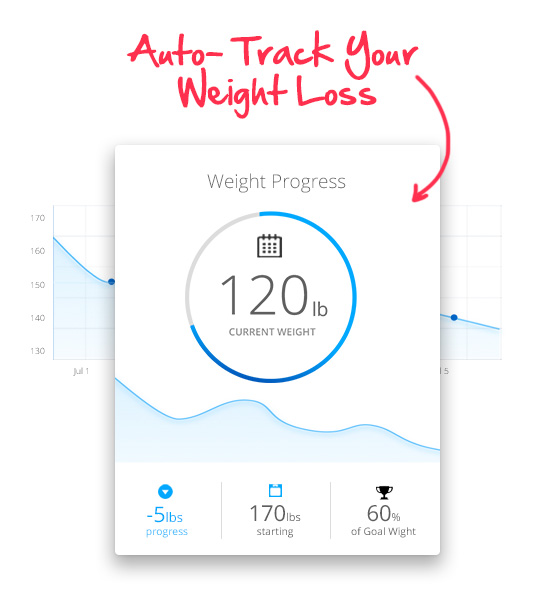 Auto- Track Your
Weight Loss
Weight Progress
170
160
150
140
130
Jul 1
120lb
CURRENT WEIGHT
5
-5lbs
progress
170lbs
starting
60%
of Goal Wight